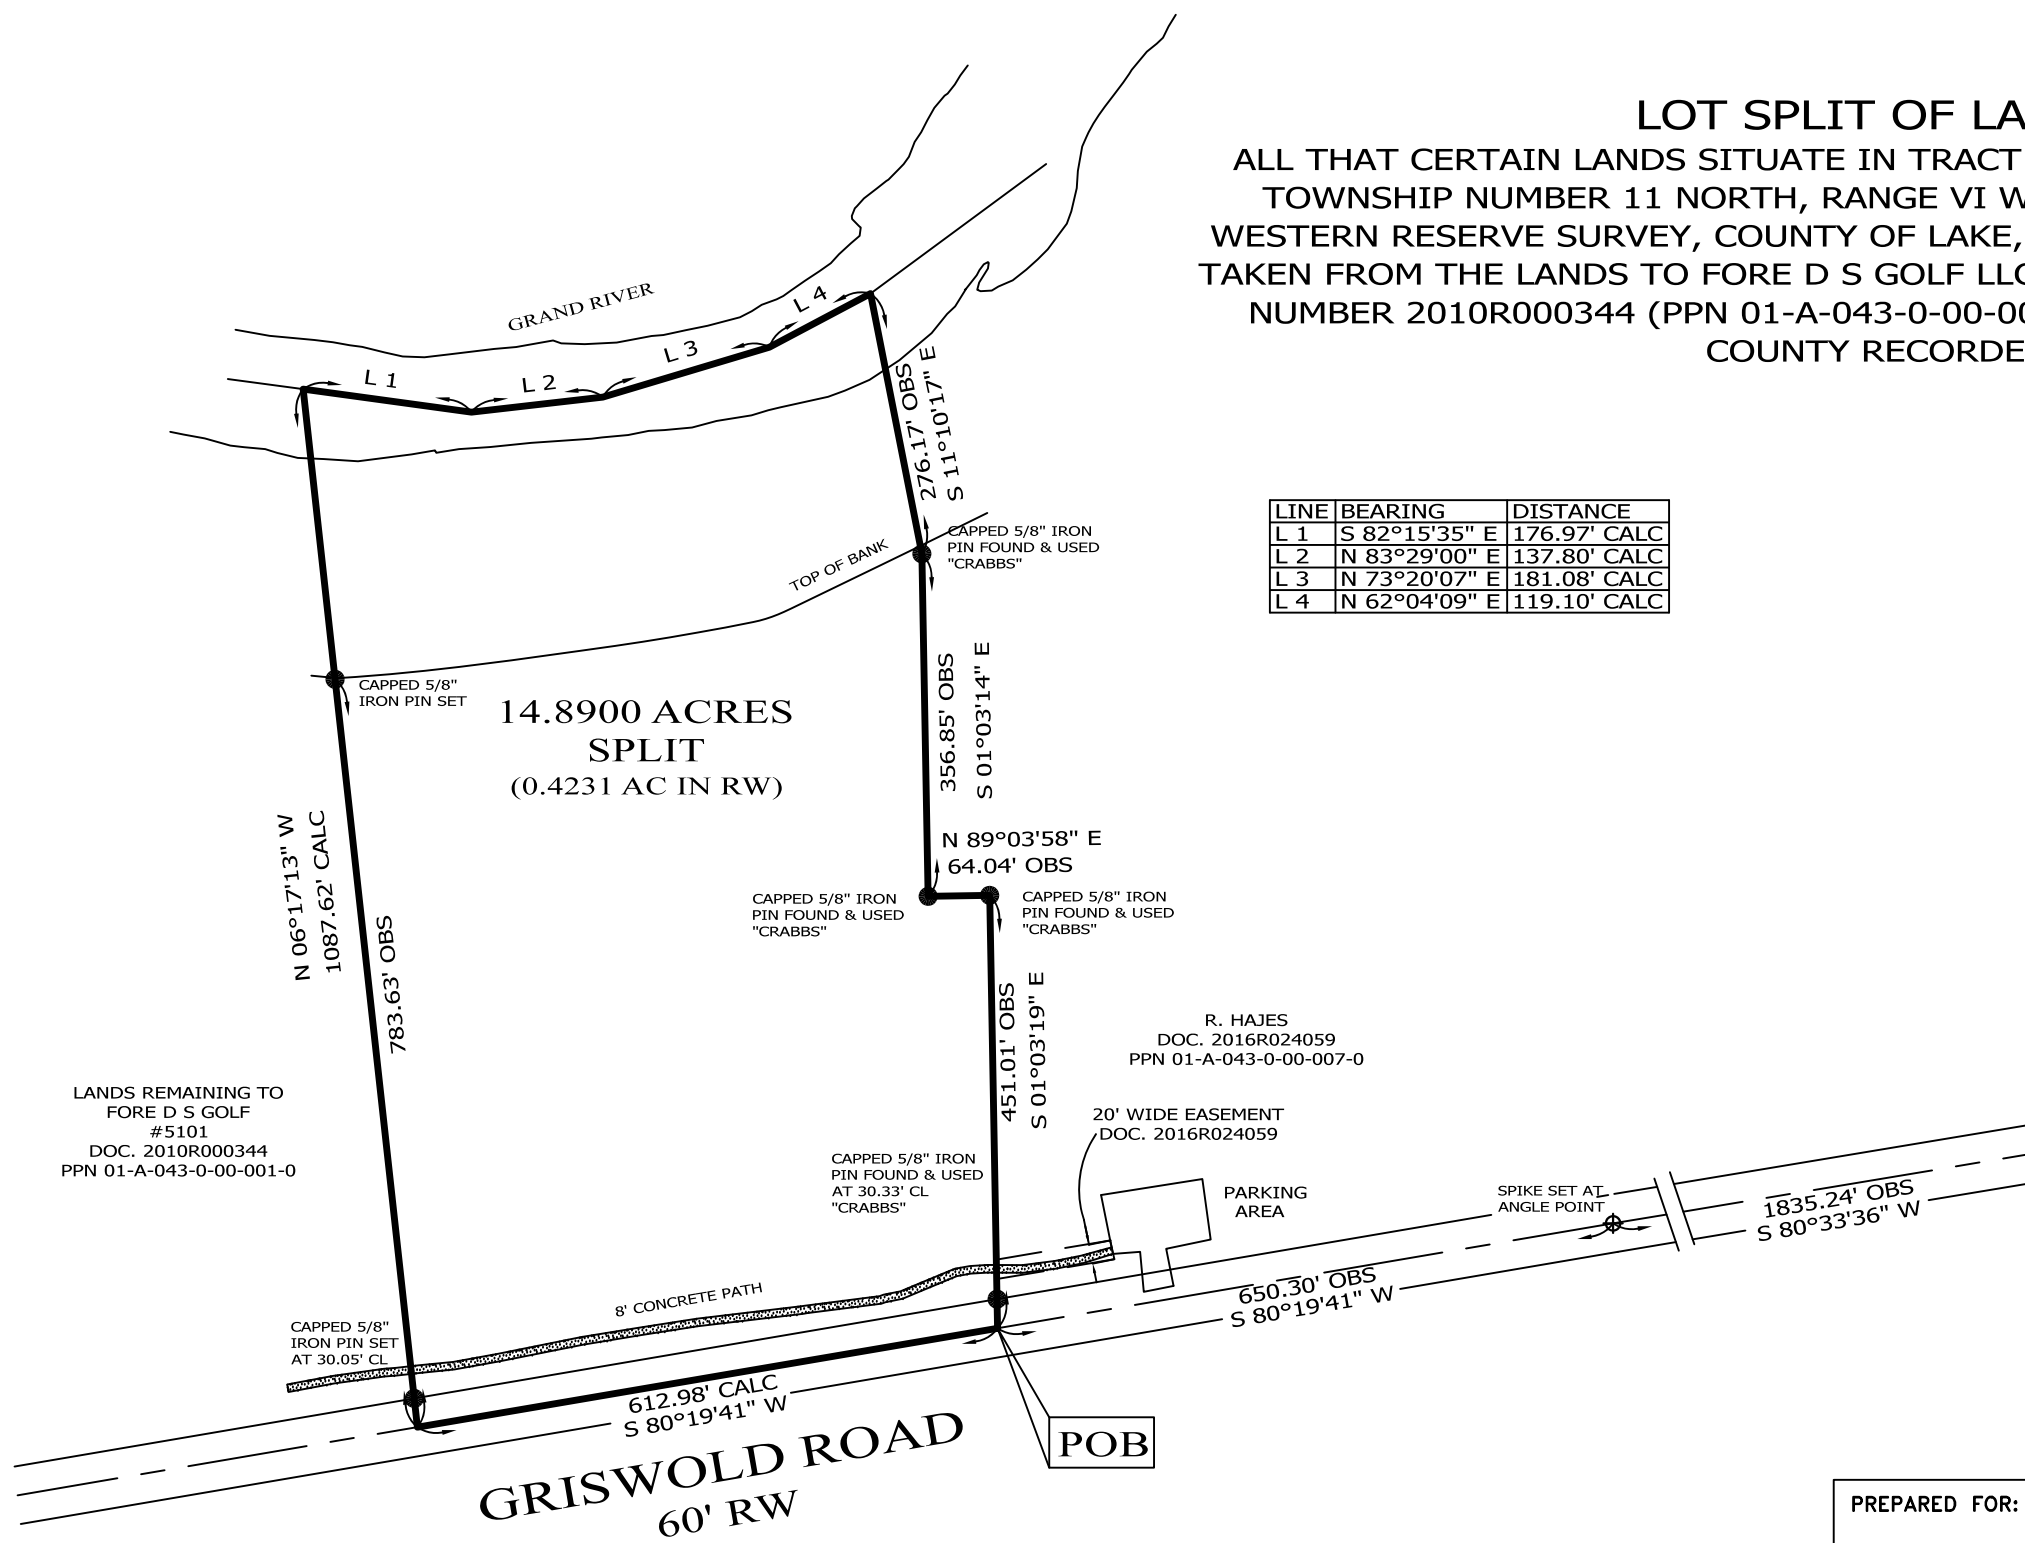 LOT SPLIT OF LA
ALL THAT CERTAIN LANDS SITUATE IN TRACT
TOWNSHIP NUMBER 11 NORTH, RANGE VI W
WESTERN RESERVE SURVEY, COUNTY OF LAKE,
TAKEN FROM THE LANDS TO FORE D S GOLF LLC
NUMBER 2010R000344 (PPN 01-A-043-0-00-00
COUNTY RECORDE
GRAND RIVER
L 1
L 2
L 3
L 4
276.17' OBS
S 11°10'17" E
LINE BEARING DISTANCE
L 1 S 82°15'35" E 176.97' CALC
L 2 N 83°29'00" E 137.80' CALC
L 3 N 73°20'07" E 181.08' CALC
L 4 N 62°04'09" E 119.10' CALC
CAPPED 5/8" IRON
PIN FOUND & USED
"CRABBS"
TOP OF BANK
CAPPED 5/8"
IRON PIN SET
14.8900 ACRES
SPLIT
(0.4231 AC IN RW)
356.85' OBS
S 01°03'14" E
N 89°03'58" E
64.04' OBS
N 06°17'13" W
1087.62' CALC
783.63' OBS
CAPPED 5/8" IRON
PIN FOUND & USED
"CRABBS"
CAPPED 5/8" IRON
PIN FOUND & USED
"CRABBS"
451.01' OBS
S 01°03'19" E
R. HAJES
DOC. 2016R024059
PPN 01-A-043-0-00-007-0
LANDS REMAINING TO
FORE D S GOLF
#5101
DOC. 2010R000344
PPN 01-A-043-0-00-001-0
20' WIDE EASEMENT
DOC. 2016R024059
CAPPED 5/8" IRON
PIN FOUND & USED
AT 30.33' CL
"CRABBS"
PARKING
AREA
SPIKE SET AT
ANGLE POINT
1835.24' OBS
S 80°33'36" W
650.30' OBS
S 80°19'41" W
8' CONCRETE PATH
CAPPED 5/8"
IRON PIN SET
AT 30.05' CL
612.98' CALC
S 80°19'41" W
GRISWOLD ROAD
60' RW
POB
PREPARED FOR: